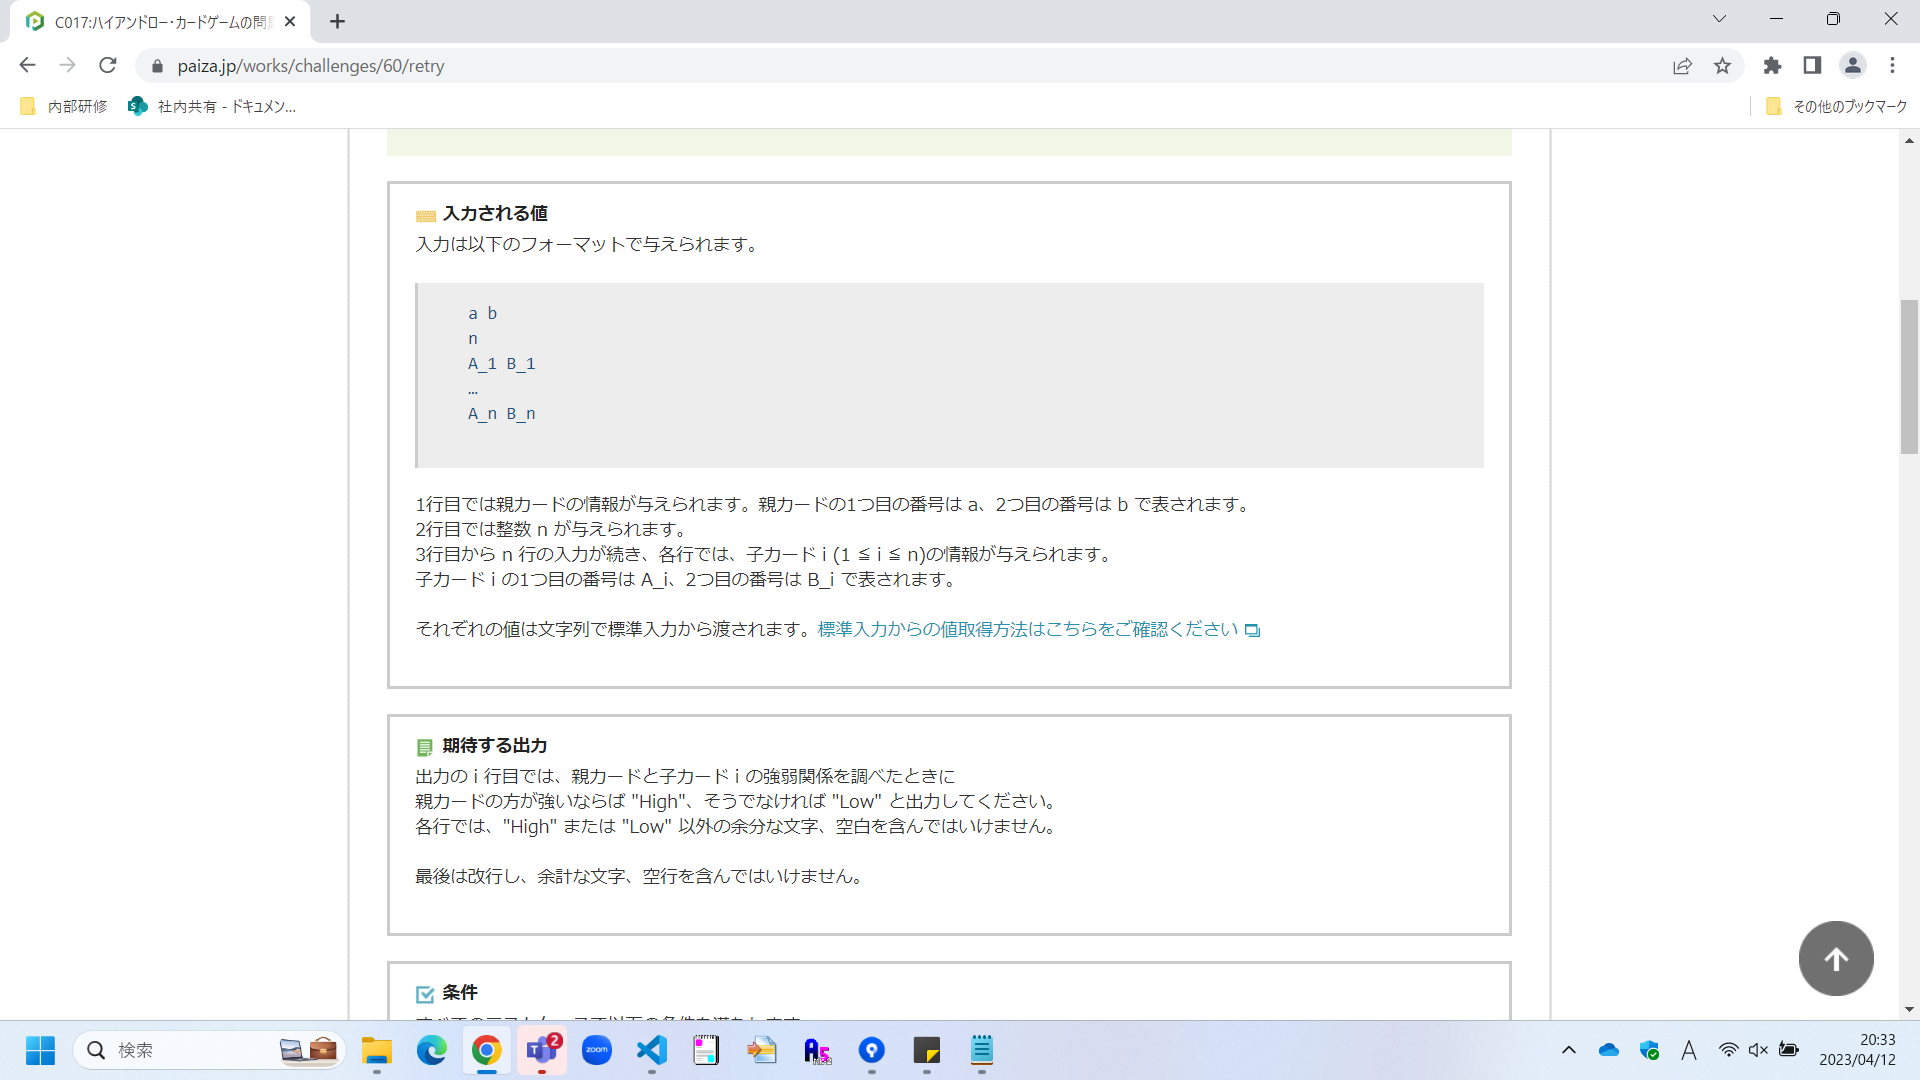 C017:ハイアンドロー・カードゲームの問
paiza.jp/works/challenges/60/retry
内部研修
社内共有 - ドキュメン...
その他のブックマーク
入力される値
入力は以下のフォーマットで与えられます。
a b
n
A_1 B_1
…
A_n B_n
1行目では親カードの情報が与えられます。親カードの1つ目の番号は a、2つ目の番号は b で表されます。
2行目では整数 n が与えられます。
3行目から n 行の入力が続き、各行では、子カード i (1 ≦ i ≦ n)の情報が与えられます。
子カード i の1つ目の番号は A_i、2つ目の番号は B_i で表されます。
それぞれの値は文字列で標準入力から渡されます。標準入力からの値取得方法はこちらをご確認ください
期待する出力
出力の i 行目では、親カードと子カード i の強弱関係を調べたときに
親カードの方が強いならば "High"、そうでなければ "Low" と出力してください。
各行では、"High" または "Low" 以外の余分な文字、空白を含んではいけません。
最後は改行し、余計な文字、空行を含んではいけません。
条件
検索
2
zoom
A
20:33
2023/04/12